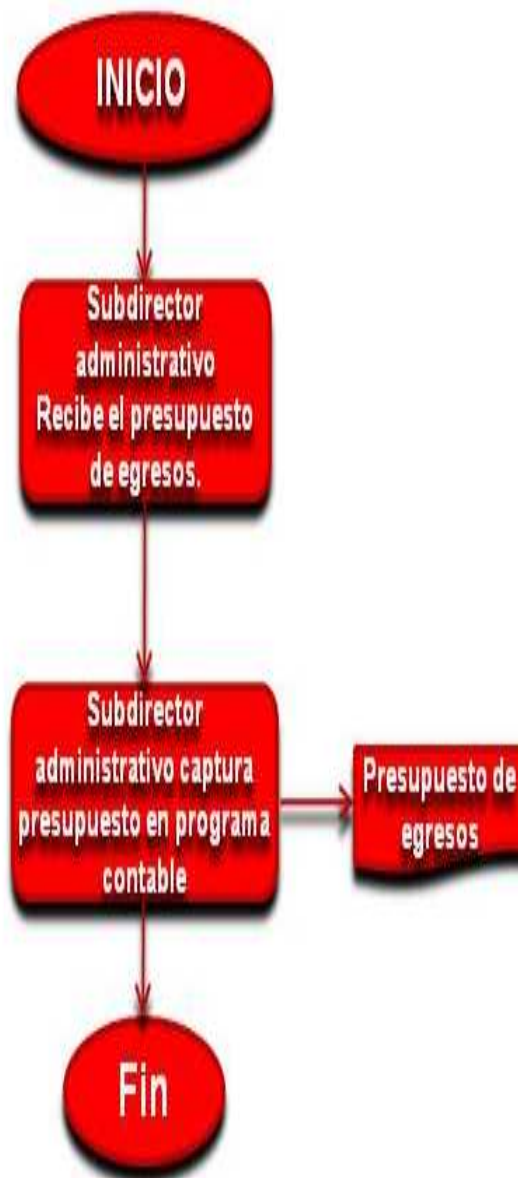 INICIO
Subdirector
administrativo
Recibe el presupuesto
de egresos.
Subdirector
administrativo captura
presupuesto en programa
contable
Presupuesto de
egresos
Fin